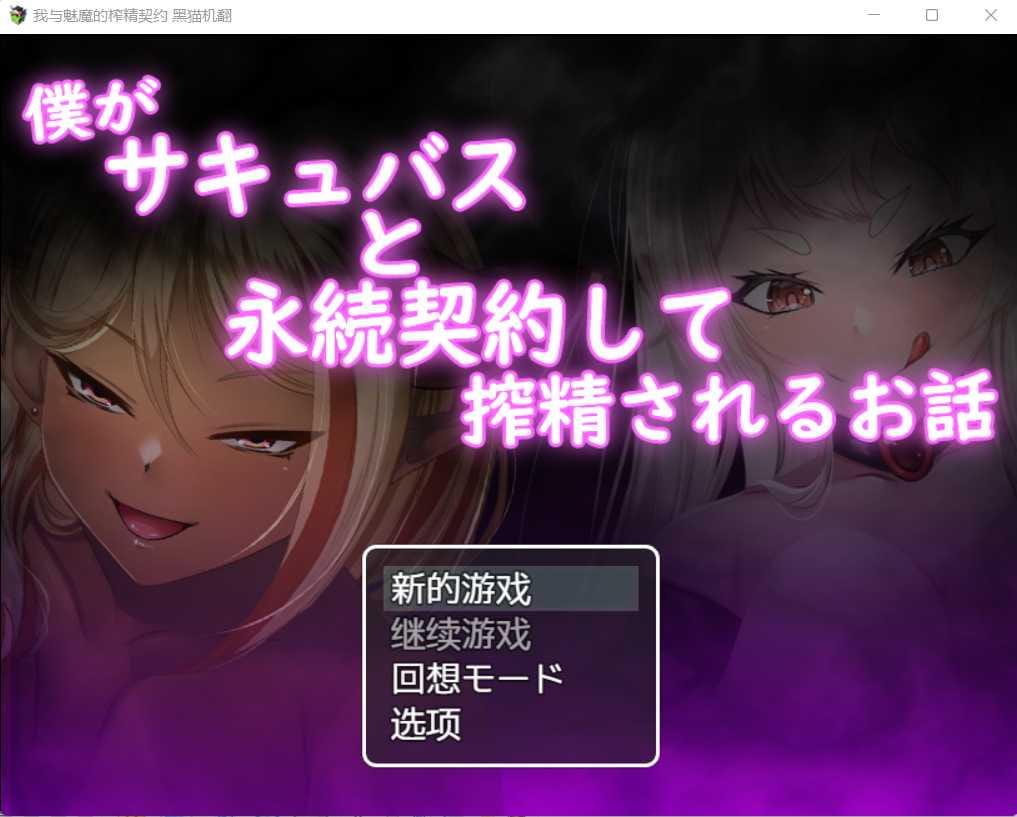 我与魅魔的榨精契约 黑猫机翻
僕が
サキュバス
と
永続契約して
搾精されるお話
新的游戏
继续游戏
回想モード
选项